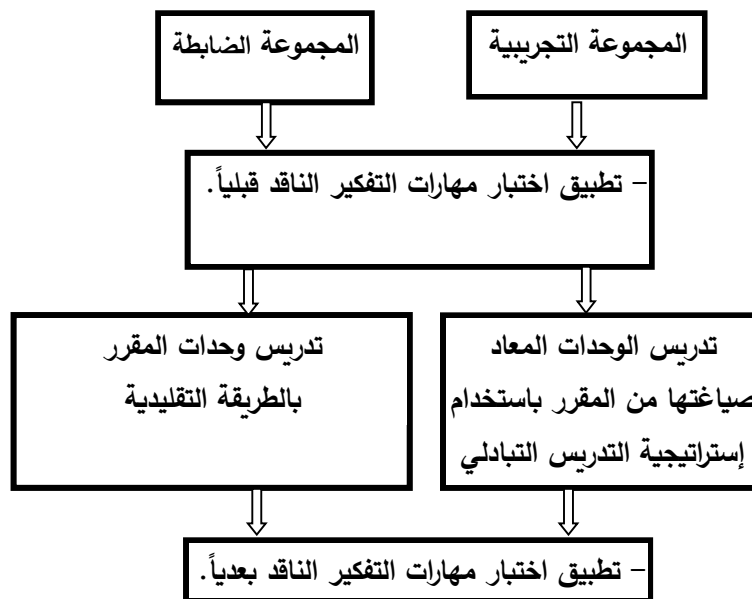 المجموعة التجريبية
المجموعة الضابطة
- تطبيق اختبار مهارات التفكير الناقد قبلياً.
تدريس الوحدات المعاد
صياغتها من المقرر باستخدام
إستراتيجية التدريس التبادلي
تدريس وحدات المقرر
بالطريقة التقليدية
- تطبيق اختبار مهارات التفكير الناقد بعدياً.